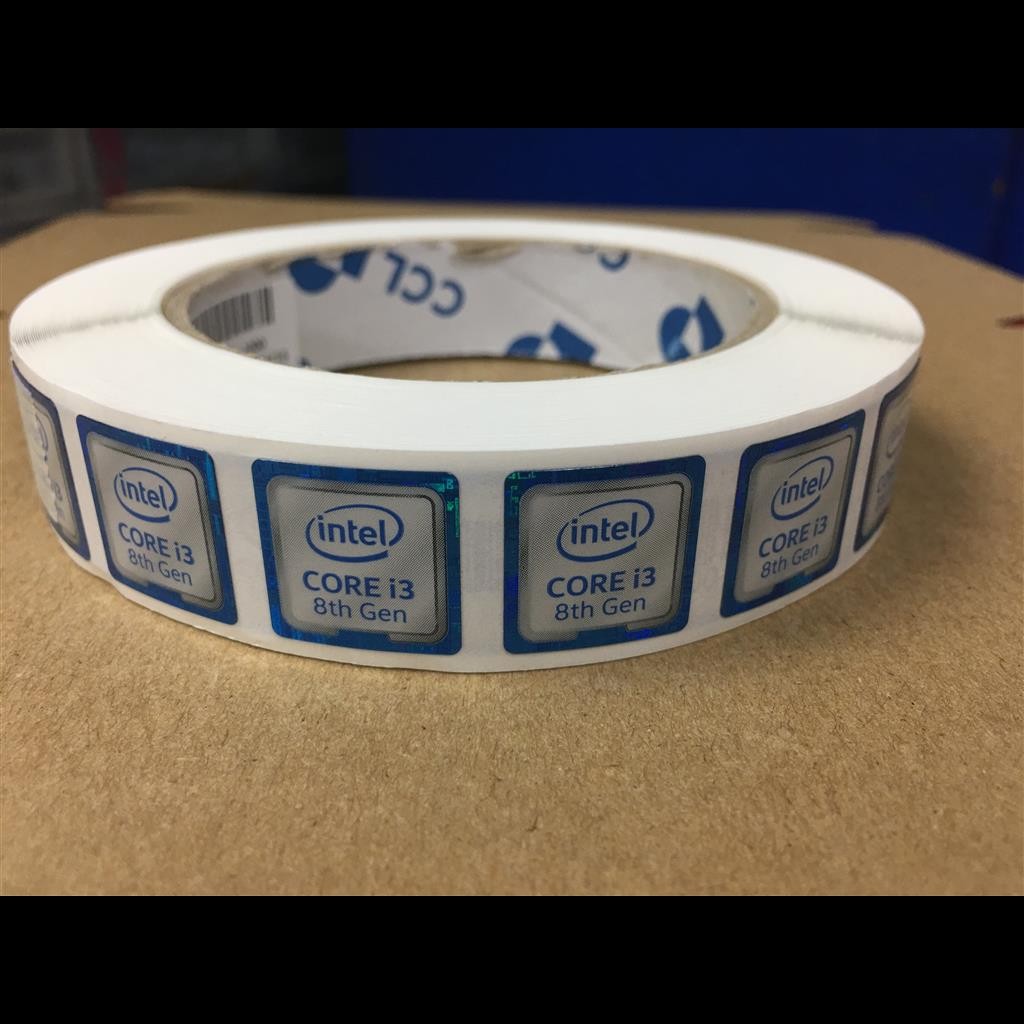 CCL
intel
CORE i3
8th Gen
intel
CORE i3
8th Gen
intel
CORE i3
8th Gen
intel
CORE i3
8th Gen